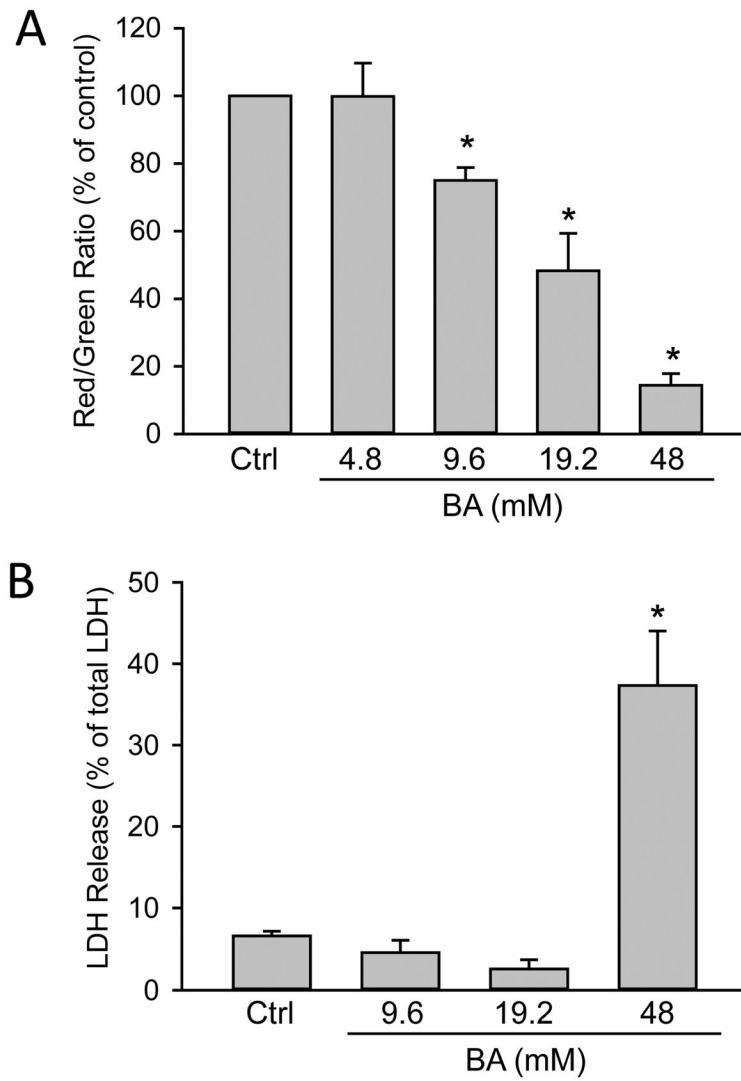 A
Red/Green Ratio (% of control)
120
100
80
60
40
20
0
*
*
*
Ctrl 4.8 9.6 19.2 48
BA (mM)
B
LDH Release (% of total LDH)
50
40
30
20
10
0
*
Ctrl 9.6 19.2 48
BA (mM)